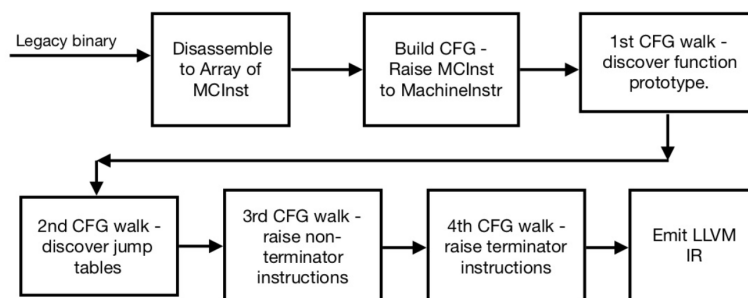 Legacy binary
Disassemble
to Array of
MCInst
Build CFG -
Raise MCInst
to MachineInstr
1st CFG walk -
discover function
prototype.
2nd CFG walk -
discover jump
tables
3rd CFG walk -
raise non-
terminator
instructions
4th CFG walk -
raise terminator
instructions
Emit LLVM
IR